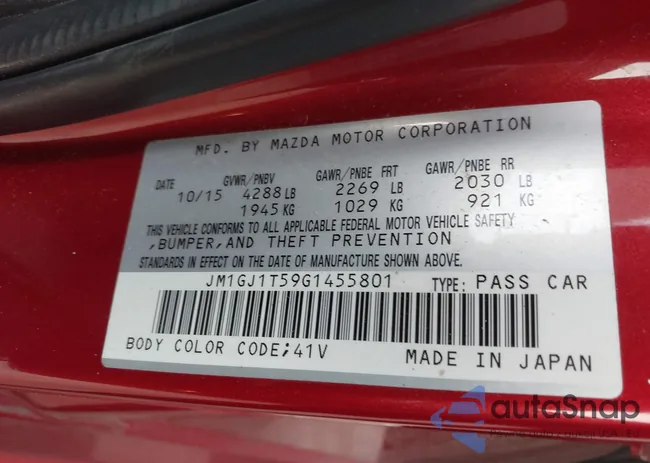 MFD. BY MAZDA MOTOR CORPORATION
DATE GVWR/PNBV GAWR/PNBE FRT GAWR/PNBE RR
10/15 4288 LB 2269 LB 2030 LB
1945 KG 1029 KG 921 KG
THIS VEHICLE CONFORMS TO ALL APPLICABLE FEDERAL MOTOR VEHICLE SAFETY
,BUMPER,AND THEFT PREVENTION
STANDARDS IN EFFECT ON THE DATE OF MANUFACTURE SHOWN ABOVE.
JM1GJ1T59G1455801 TYPE: PASS CAR
BODY COLOR CODE;41V MADE IN JAPAN
autoSnap